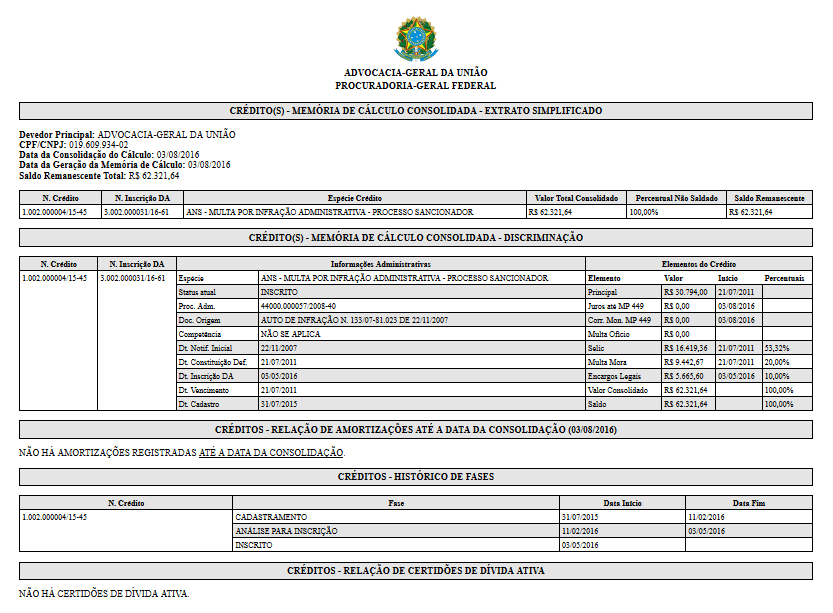 ADVOCACIA-GERAL DA UNIÃO
PROCURADORIA-GERAL FEDERAL
CRÉDITO(S) - MEMÓRIA DE CÁLCULO CONSOLIDADA - EXTRATO SIMPLIFICADO
Devedor Principal: ADVOCACIA-GERAL DA UNIÃO
CPF/CNPJ: 019.609.934-02
Data da Consolidação do Cálculo: 03/08/2016
Data da Geração da Memória de Cálculo: 03/08/2016
Saldo Remanescente Total: R$ 62.321,64
N. Crédito N. Inscrição DA Espécie Crédito Valor Total Consolidado Percentual Não Saldado Saldo Remanescente
1.002.000004/15-45 3.002.000031/16-61 ANS - MULTA POR INFRAÇÃO ADMINISTRATIVA - PROCESSO SANCIONADOR R$ 62.321,64 100,00% R$ 62.321,64
CRÉDITO(S) - MEMÓRIA DE CÁLCULO CONSOLIDADA - DISCRIMINAÇÃO
N. Crédito N. Inscrição DA Informações Administrativas Elementos do Crédito
1.002.000004/15-45 3.002.000031/16-61 Espécie ANS - MULTA POR INFRAÇÃO ADMINISTRATIVA - PROCESSO SANCIONADOR Elemento Valor Início Percentuais
Status atual INSCRITO Principal R$ 30.794,00 21/07/2011
Proc. Adm. 44000.000057/2008-40 Juros até MP 449 R$ 0,00 03/08/2016
Doc. Origem AUTO DE INFRAÇÃO N. 133/07-81.023 DE 22/11/2007 Corr. Mon. MP 449 R$ 0,00 03/08/2016
Competência NÃO SE APLICA Multa Ofício R$ 0,00
Dt. Notif. Inicial 22/11/2007 Selic R$ 16.419,36 21/07/2011 53,32%
Dt. Constituição Def. 21/07/2011 Multa Mora R$ 9.442,67 21/07/2011 20,00%
Dt. Inscrição DA 03/05/2016 Encargos Legais R$ 5.665,60 03/05/2016 10,00%
Dt. Vencimento 21/07/2011 Valor Consolidado R$ 62.321,64 100,00%
Dt. Cadastro 31/07/2015 Saldo R$ 62.321,64 100,00%
CRÉDITOS - RELAÇÃO DE AMORTIZAÇÕES ATÉ A DATA DA CONSOLIDAÇÃO (03/08/2016)
NÃO HÁ AMORTIZAÇÕES REGISTRADAS ATÉ A DATA DA CONSOLIDAÇÃO.
CRÉDITOS - HISTÓRICO DE FASES
N. Crédito Fase Data Início Data Fim
1.002.000004/15-45 CADASTRAMENTO 31/07/2015 11/02/2016
ANÁLISE PARA INSCRIÇÃO 11/02/2016 03/05/2016
INSCRITO 03/05/2016
CRÉDITOS - RELAÇÃO DE CERTIDÕES DE DÍVIDA ATIVA
NÃO HÁ CERTIDÕES DE DÍVIDA ATIVA.